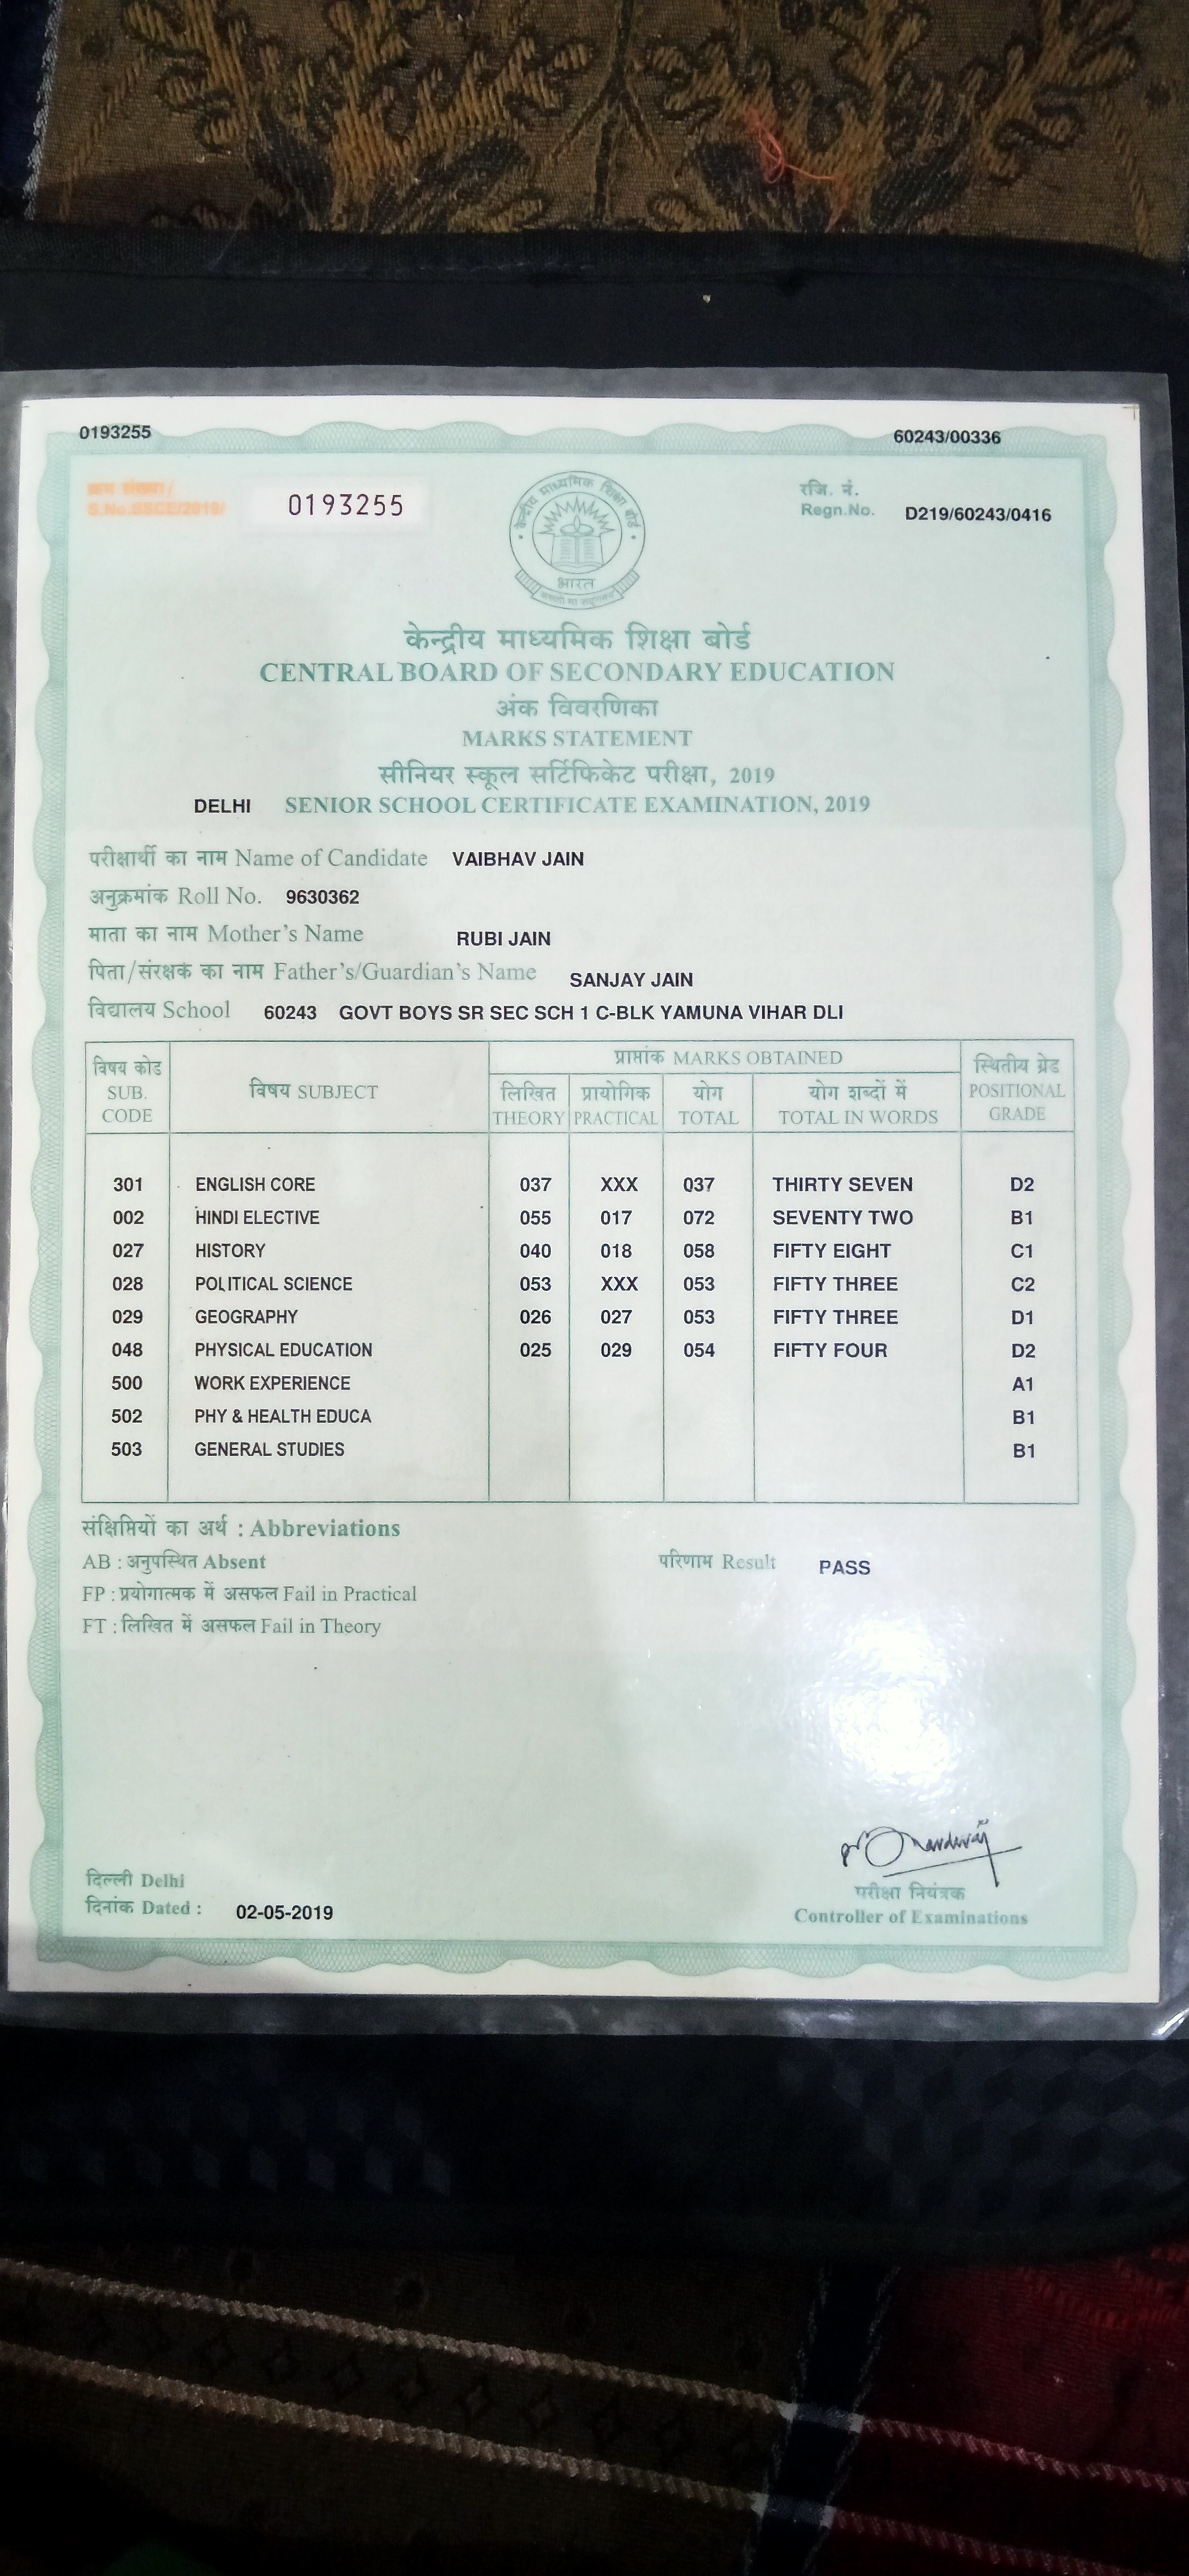 0193255 60243/00336
क्रम संख्या/
S.No.SSCE/2019/ 0193255
रजि. नं.
Regn.No. D219/60243/0416
केन्द्रीय माध्यमिक शिक्षा बोर्ड
भारत
केन्द्रीय माध्यमिक शिक्षा बोर्ड
CENTRAL BOARD OF SECONDARY EDUCATION
अंक विवरणिका
MARKS STATEMENT
सीनियर स्कूल सर्टिफिकेट परीक्षा, 2019
DELHI SENIOR SCHOOL CERTIFICATE EXAMINATION, 2019
परीक्षार्थी का नाम Name of Candidate VAIBHAV JAIN
अनुक्रमांक Roll No. 9630362
माता का नाम Mother's Name RUBI JAIN
पिता/संरक्षक का नाम Father's/Guardian's Name SANJAY JAIN
विद्यालय School 60243 GOVT BOYS SR SEC SCH 1 C-BLK YAMUNA VIHAR DLI
विषय कोड SUB. CODE
विषय SUBJECT
प्राप्तांक MARKS OBTAINED
लिखित THEORY
प्रायोगिक PRACTICAL
योग TOTAL
योग शब्दों में TOTAL IN WORDS
स्थितीय ग्रेड POSITIONAL GRADE
301 ENGLISH CORE 037 XXX 037 THIRTY SEVEN D2
002 HINDI ELECTIVE 055 017 072 SEVENTY TWO B1
027 HISTORY 040 018 058 FIFTY EIGHT C1
028 POLITICAL SCIENCE 053 XXX 053 FIFTY THREE C2
029 GEOGRAPHY 026 027 053 FIFTY THREE D1
048 PHYSICAL EDUCATION 025 029 054 FIFTY FOUR D2
500 WORK EXPERIENCE A1
502 PHY & HEALTH EDUCA B1
503 GENERAL STUDIES B1
संक्षिप्तियों का अर्थ : Abbreviations
AB : अनुपस्थित Absent
परिणाम Result PASS
FP : प्रयोगात्मक में असफल Fail in Practical
FT : लिखित में असफल Fail in Theory
दिल्ली Delhi
दिनांक Dated : 02-05-2019
परीक्षा नियंत्रक
Controller of Examinations